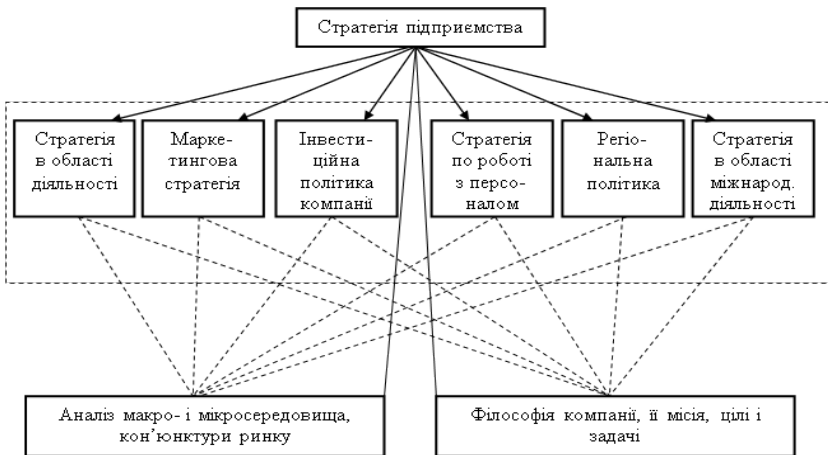 Стратегія підприємства
Стратегія
в області
діяльності
Марке-
тингова
стратегія
Інвести-
ційна
політика
компанії
Стратегія
по роботі
з персо-
налом
Регіо-
нальна
політика
Стратегія
в області
міжнарод.
діяльності
Аналіз макро- і мікросередовища,
кон’юнктури ринку
Філософія компанії, її місія, цілі і
задачі